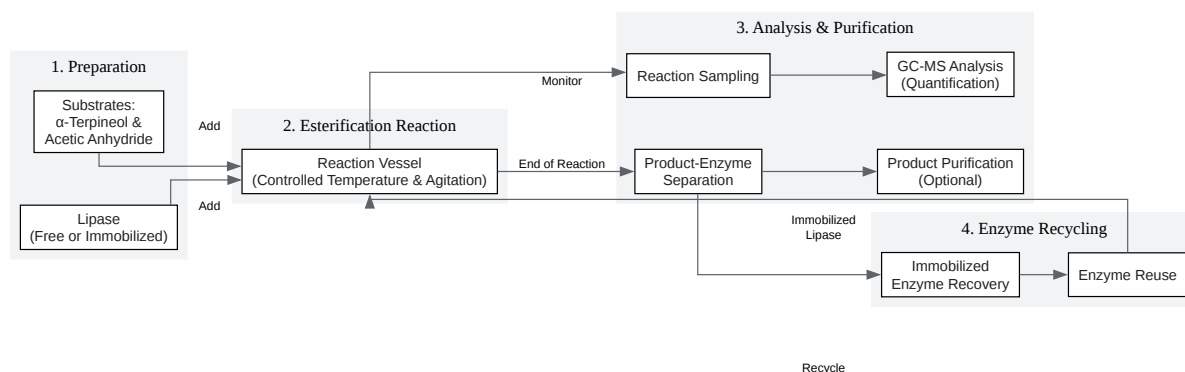 1. Preparation
Substrates:
α-Terpineol &
Acetic Anhydride
Lipase
(Free or Immobilized)
Add
Add
2. Esterification Reaction
Reaction Vessel
(Controlled Temperature & Agitation)
Monitor
End of Reaction
3. Analysis & Purification
Reaction Sampling
GC-MS Analysis
(Quantification)
Product-Enzyme
Separation
Product Purification
(Optional)
Immobilized
Lipase
4. Enzyme Recycling
Immobilized
Enzyme Recovery
Enzyme Reuse
Recycle